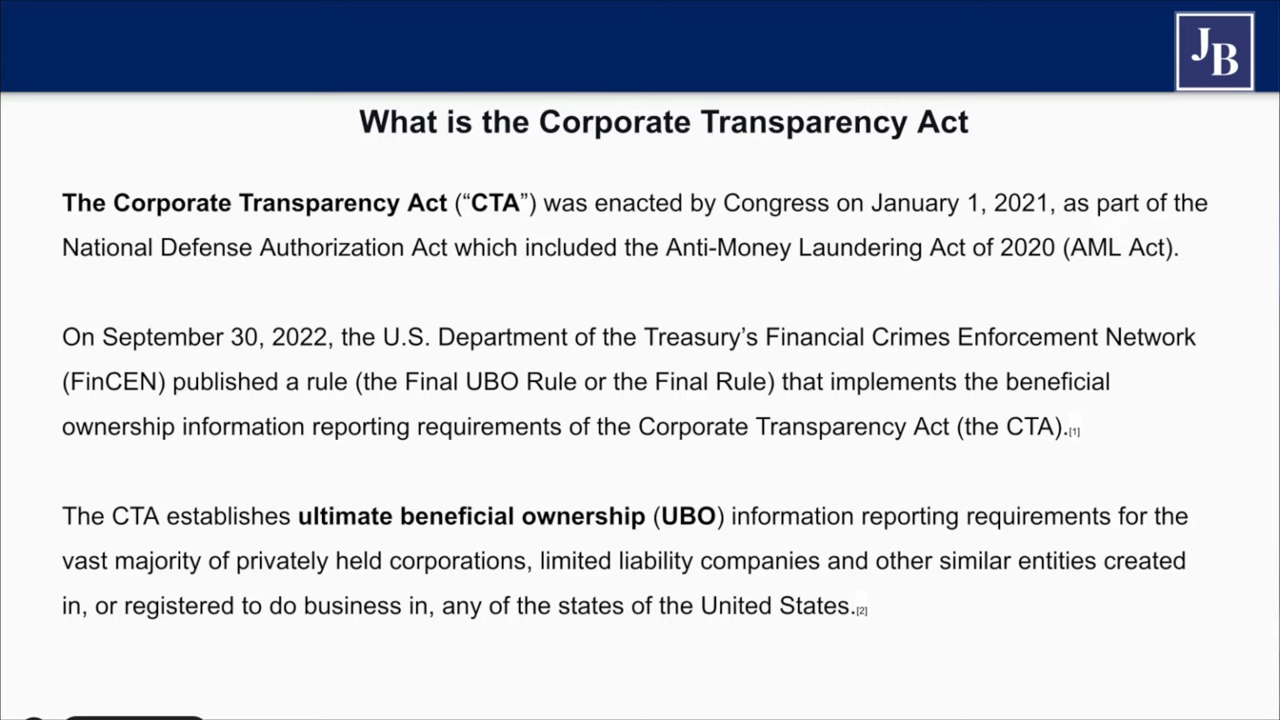 JB
What is the Corporate Transparency Act
The Corporate Transparency Act (“CTA”) was enacted by Congress on January 1, 2021, as part of the
National Defense Authorization Act which included the Anti-Money Laundering Act of 2020 (AML Act).
On September 30, 2022, the U.S. Department of the Treasury’s Financial Crimes Enforcement Network
(FinCEN) published a rule (the Final UBO Rule or the Final Rule) that implements the beneficial
ownership information reporting requirements of the Corporate Transparency Act (the CTA).[1]
The CTA establishes ultimate beneficial ownership (UBO) information reporting requirements for the
vast majority of privately held corporations, limited liability companies and other similar entities created
in, or registered to do business in, any of the states of the United States.[2]